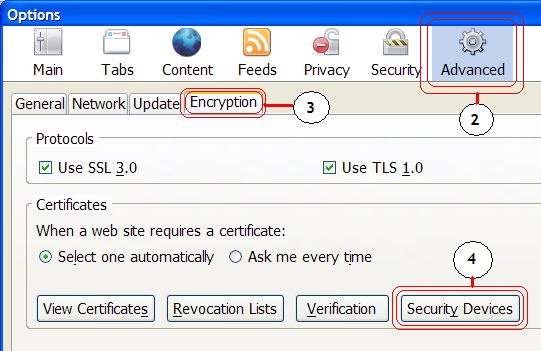 Options
Main Tabs Content Feeds Privacy Security Advanced
2
General Network Update Encryption
3
Protocols
Use SSL 3.0 Use TLS 1.0
Certificates
When a web site requires a certificate:
Select one automatically Ask me every time
4
View Certificates Revocation Lists Verification Security Devices